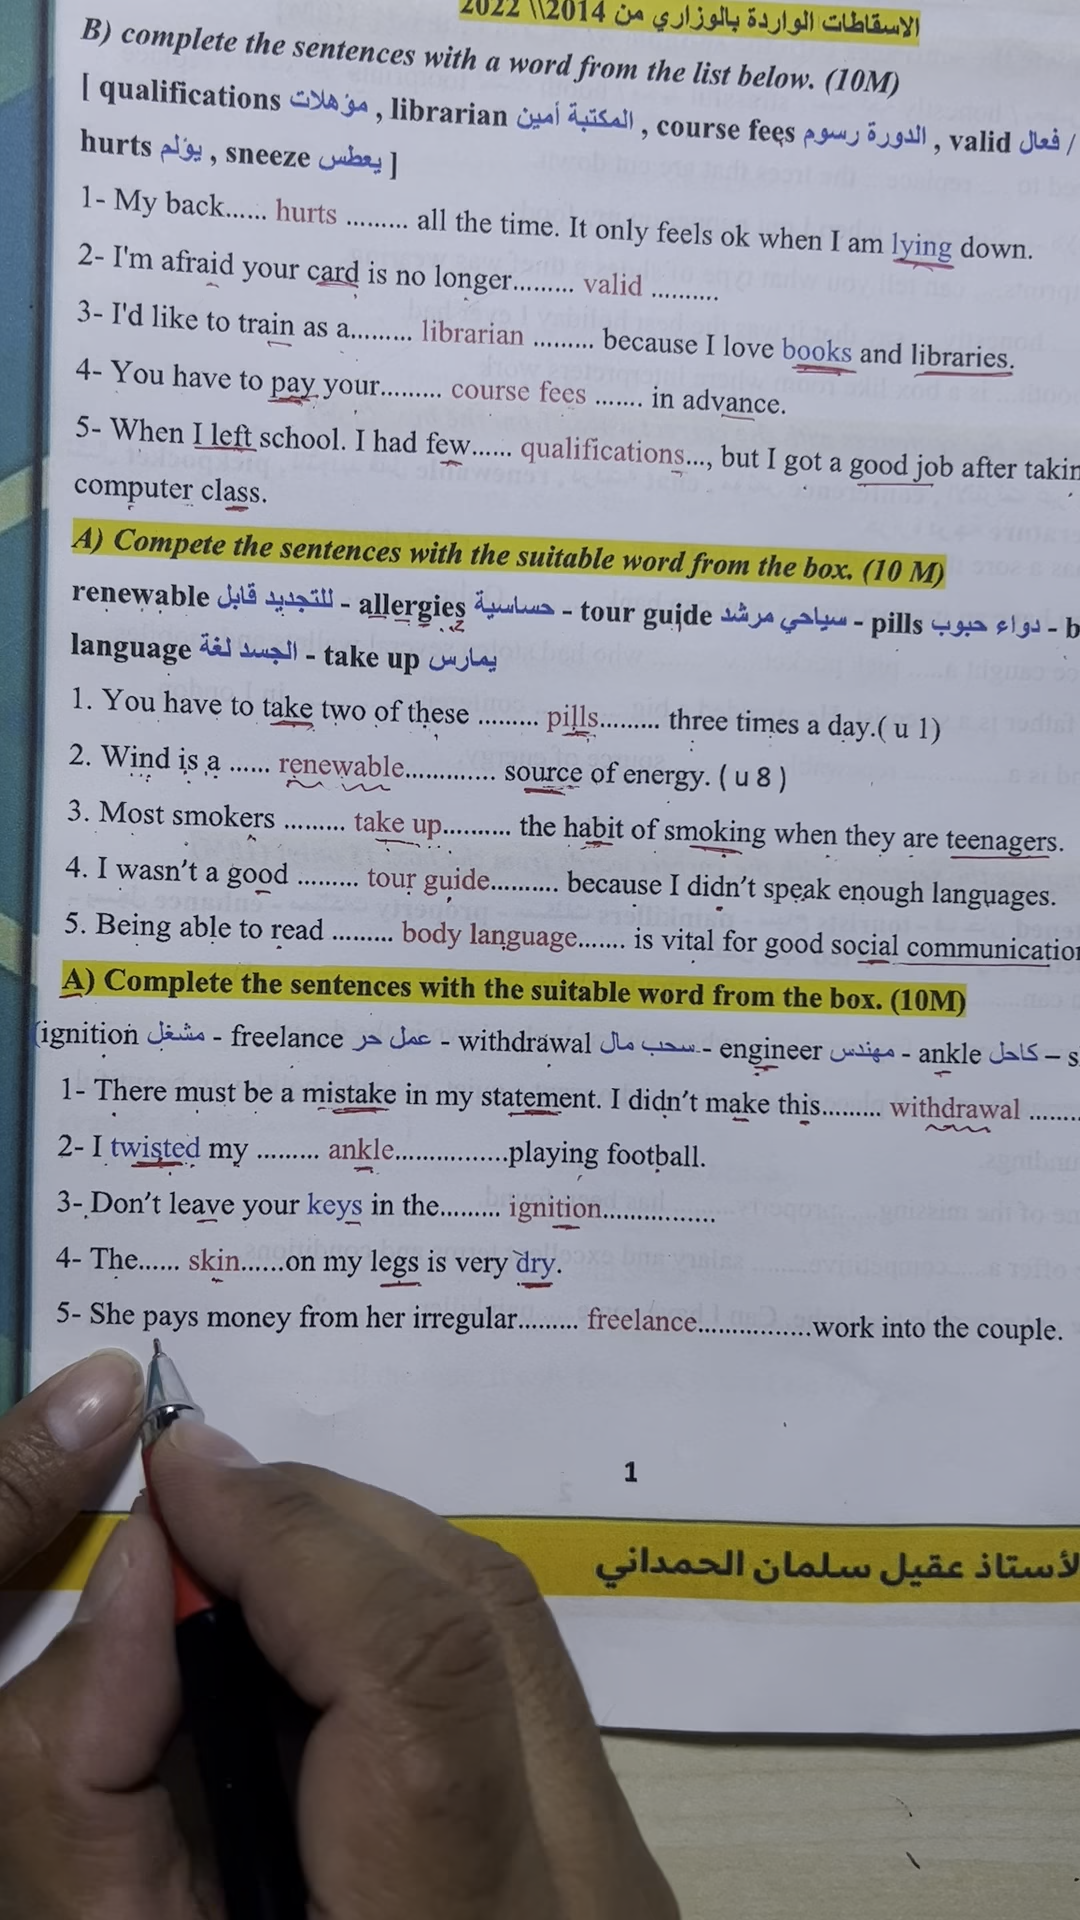 الاسقاطات الواردة بالوزاري من 2014\\ 2022
B) complete the sentences with a word from the list below. (10M)
[ qualifications مؤهلات , librarian المكتبة أمين , course fees الدورة رسوم , valid فعال /
hurts يؤلم , sneeze يعطس ]
1- My back...... hurts ......... all the time. It only feels ok when I am lying down.
2- I'm afraid your card is no longer......... valid ..........
3- I'd like to train as a......... librarian ......... because I love books and libraries.
4- You have to pay your......... course fees ....... in advance.
5- When I left school. I had few...... qualifications..., but I got a good job after takin
computer class.
A) Compete the sentences with the suitable word from the box. (10 M)
renewable للتجديد قابل - allergies حساسية - tour guide سياحي مرشد - pills دواء حبوب - b
language الجسد لغة - take up يمارس
1. You have to take two of these ......... pills......... three times a day.( u 1)
2. Wind is a ...... renewable............. source of energy. ( u 8 )
3. Most smokers ......... take up.......... the habit of smoking when they are teenagers.
4. I wasn't a good ......... tour guide.......... because I didn't speak enough languages.
5. Being able to read ......... body language....... is vital for good social communication
A) Complete the sentences with the suitable word from the box. (10M)
(ignition مشغل - freelance عمل حر - withdrawal سحب مال - engineer مهندس - ankle كاحل – s
1- There must be a mistake in my statement. I didn't make this......... withdrawal ........
2- I twisted my ......... ankle................playing football.
3- Don't leave your keys in the......... ignition................
4- The...... skin......on my legs is very dry.
5- She pays money from her irregular......... freelance................work into the couple.
1
لأستاذ عقيل سلمان الحمداني